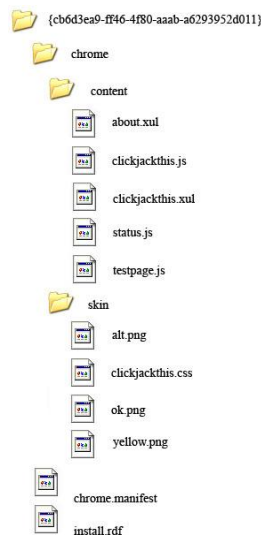 {cb6d3ea9-ff46-4f80-aaab-a6293952d011}
chrome
content
about.xul
clickjackthis.js
clickjackthis.xul
status.js
testpage.js
skin
alt.png
clickjackthis.css
ok.png
yellow.png
chrome.manifest
install.rdf